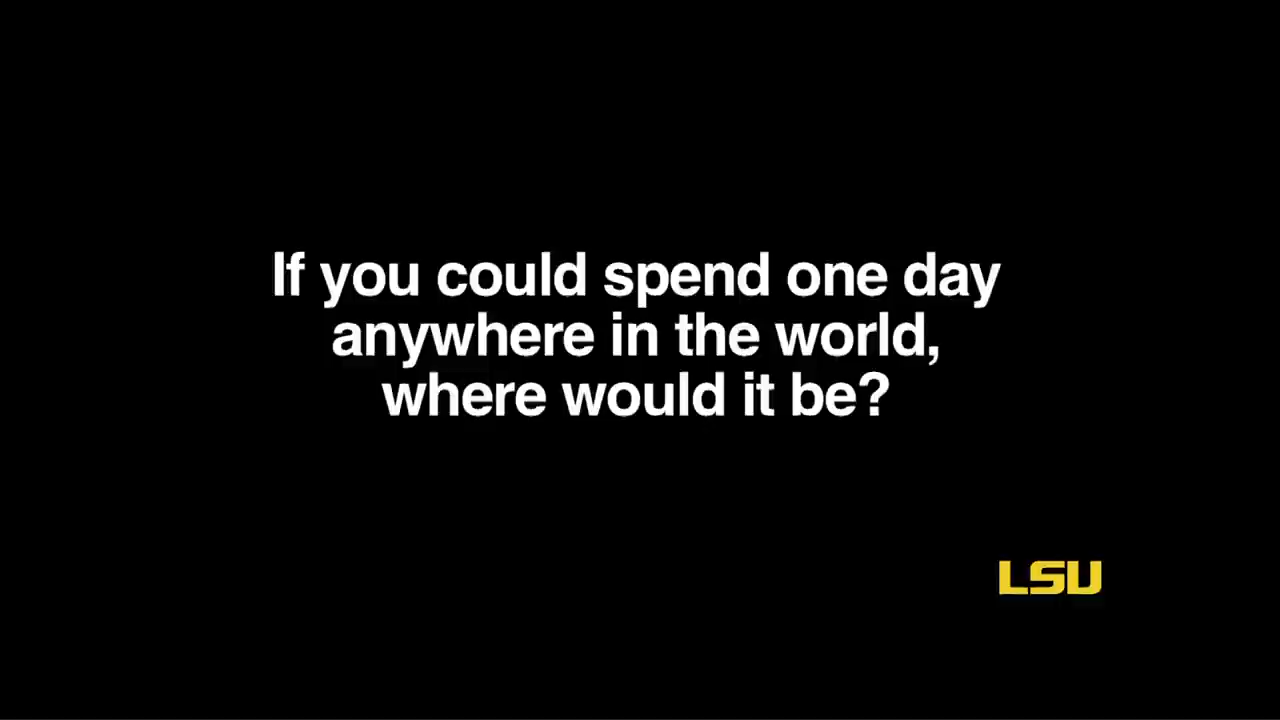 If you could spend one day
anywhere in the world,
where would it be?
LSU